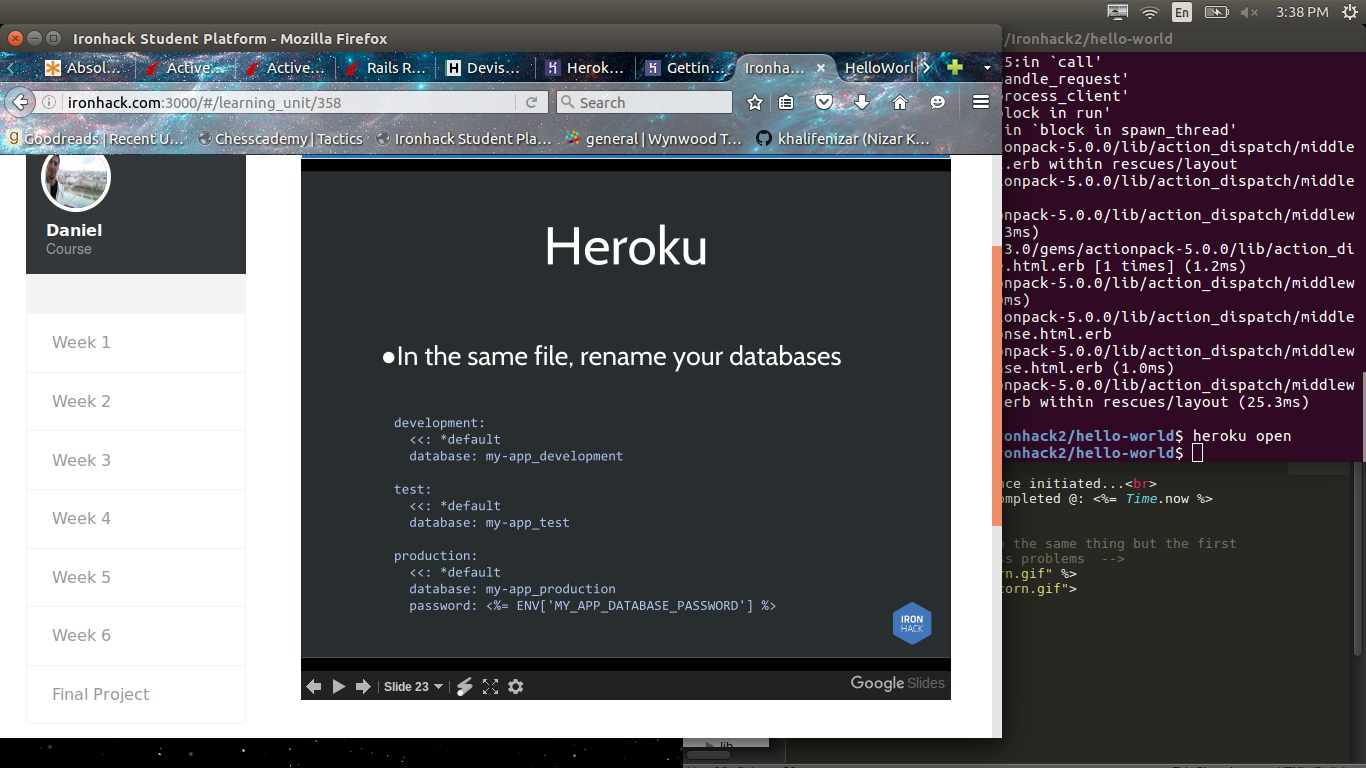 En
3:38 PM
Ironhack Student Platform - Mozilla Firefox
Absol...
Active...
Active...
Rails R...
Devis...
Herok...
Gettin...
Ironha...
HelloWorl
ironhack.com:3000/#/learning_unit/358
Search
Goodreads | Recent U...
Chesscademy | Tactics
Ironhack Student Pla...
general | Wynwood T...
khalifenizar (Nizar K...
Daniel
Course
Week 1
Week 2
Week 3
Week 4
Week 5
Week 6
Final Project
Heroku
●In the same file, rename your databases
development:
<<: *default
database: my-app_development
test:
<<: *default
database: my-app_test
production:
<<: *default
database: my-app_production
password: <%= ENV['MY_APP_DATABASE_PASSWORD'] %>
IRON
HACK
Slide 23
Google Slides
/Ironhack2/hello-world
5:in `call'
andle_request'
rocess_client'
lock in run'
in `block in spawn_thread'
onpack-5.0.0/lib/action_dispatch/middle
.erb within rescues/layout
onpack-5.0.0/lib/action_dispatch/middle
onpack-5.0.0/lib/action_dispatch/middlew
3ms)
3.0/gems/actionpack-5.0.0/lib/action_di
.html.erb [1 times] (1.2ms)
npack-5.0.0/lib/action_dispatch/middlew
ms)
onpack-5.0.0/lib/action_dispatch/middle
nse.html.erb
onpack-5.0.0/lib/action_dispatch/middle
se.html.erb (1.0ms)
npack-5.0.0/lib/action_dispatch/middlew
erb within rescues/layout (25.3ms)
ronhack2/hello-world$ heroku open
ronhack2/hello-world$
nce initiated...<br>
ompleted @: <%= Time.now %>
o the same thing but the first
ss problems -->
rn.gif" %>
corn.gif">
lib